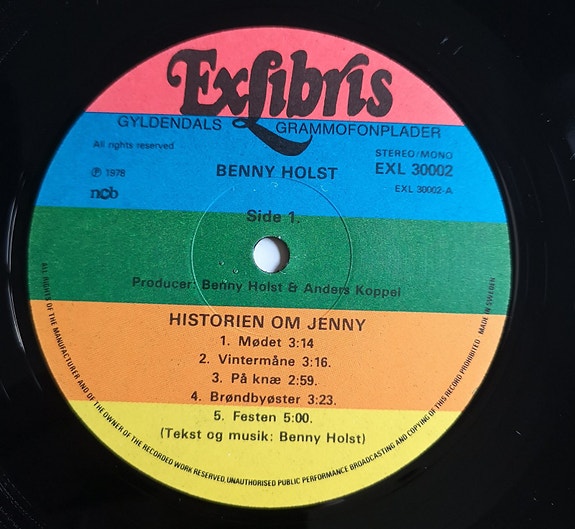 ExLibris
GYLDENDALS GRAMMOFONPLADER
All rights reserved
STEREO/MONO
℗ 1978
BENNY HOLST
EXL 30002
ncb
EXL 30002-A
Side 1.
Producer: Benny Holst & Anders Koppel
HISTORIEN OM JENNY
1. Mødet 3:14
2. Vintermåne 3:16.
3. På knæ 2:59.
4. Brøndbyøster 3:23.
5. Festen 5:00.
(Tekst og musik: Benny Holst)
ALL RIGHTS OF THE MANUFACTURER AND OF THE OWNER OF THE RECORDED WORK RESERVED. UNAUTHORISED PUBLIC PERFORMANCE BROADCASTING AND COPYING OF THIS RECORD PROHIBITED MADE IN SWEDEN